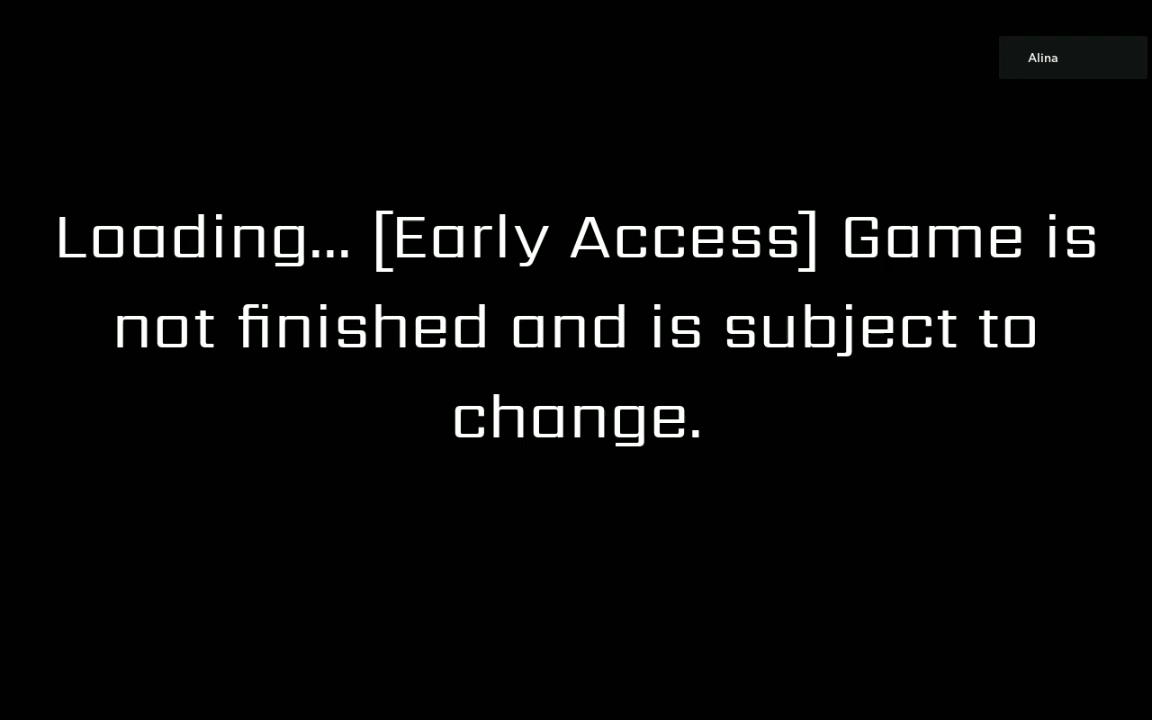 Alina
Loading... [Early Access] Game is
not finished and is subject to
change.